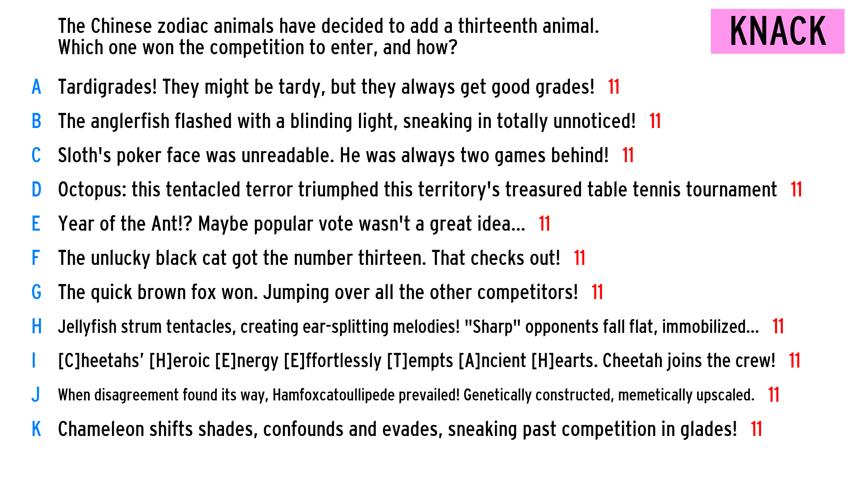 The Chinese zodiac animals have decided to add a thirteenth animal.
Which one won the competition to enter, and how?
KNACK
A Tardigrades! They might be tardy, but they always get good grades! 11
B The anglerfish flashed with a blinding light, sneaking in totally unnoticed! 11
C Sloth's poker face was unreadable. He was always two games behind! 11
D Octopus: this tentacled terror triumphed this territory's treasured table tennis tournament 11
E Year of the Ant!? Maybe popular vote wasn't a great idea... 11
F The unlucky black cat got the number thirteen. That checks out! 11
G The quick brown fox won. Jumping over all the other competitors! 11
H Jellyfish strum tentacles, creating ear-splitting melodies! "Sharp" opponents fall flat, immobilized... 11
I [C]heetahs' [H]eroic [E]nergy [E]ffortlessly [T]empts [A]ncient [H]earts. Cheetah joins the crew! 11
J When disagreement found its way, Hamfoxcatoullipede prevailed! Genetically constructed, memetically upscaled. 11
K Chameleon shifts shades, confounds and evades, sneaking past competition in glades! 11